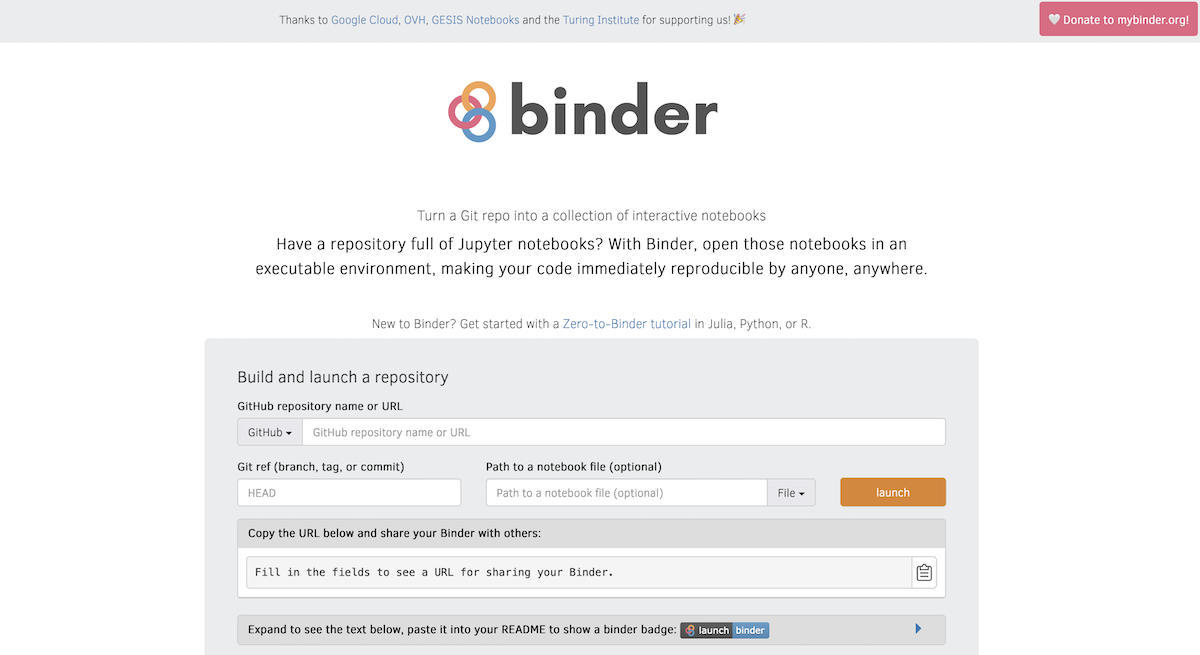 Thanks to Google Cloud, OVH, GESIS Notebooks and the Turing Institute for supporting us! 🎉
🤍 Donate to mybinder.org!
binder
Turn a Git repo into a collection of interactive notebooks
Have a repository full of Jupyter notebooks? With Binder, open those notebooks in an
executable environment, making your code immediately reproducible by anyone, anywhere.
New to Binder? Get started with a Zero-to-Binder tutorial in Julia, Python, or R.
Build and launch a repository
GitHub repository name or URL
GitHub GitHub repository name or URL
Git ref (branch, tag, or commit) Path to a notebook file (optional)
HEAD Path to a notebook file (optional) File launch
Copy the URL below and share your Binder with others:
Fill in the fields to see a URL for sharing your Binder.
Expand to see the text below, paste it into your README to show a binder badge: launch binder